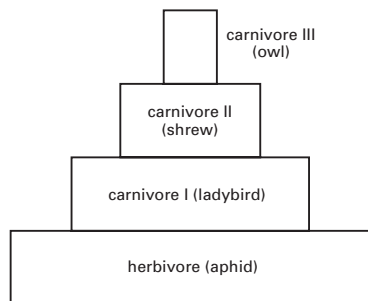 carnivore III
(owl)
carnivore II
(shrew)
carnivore I (ladybird)
herbivore (aphid)